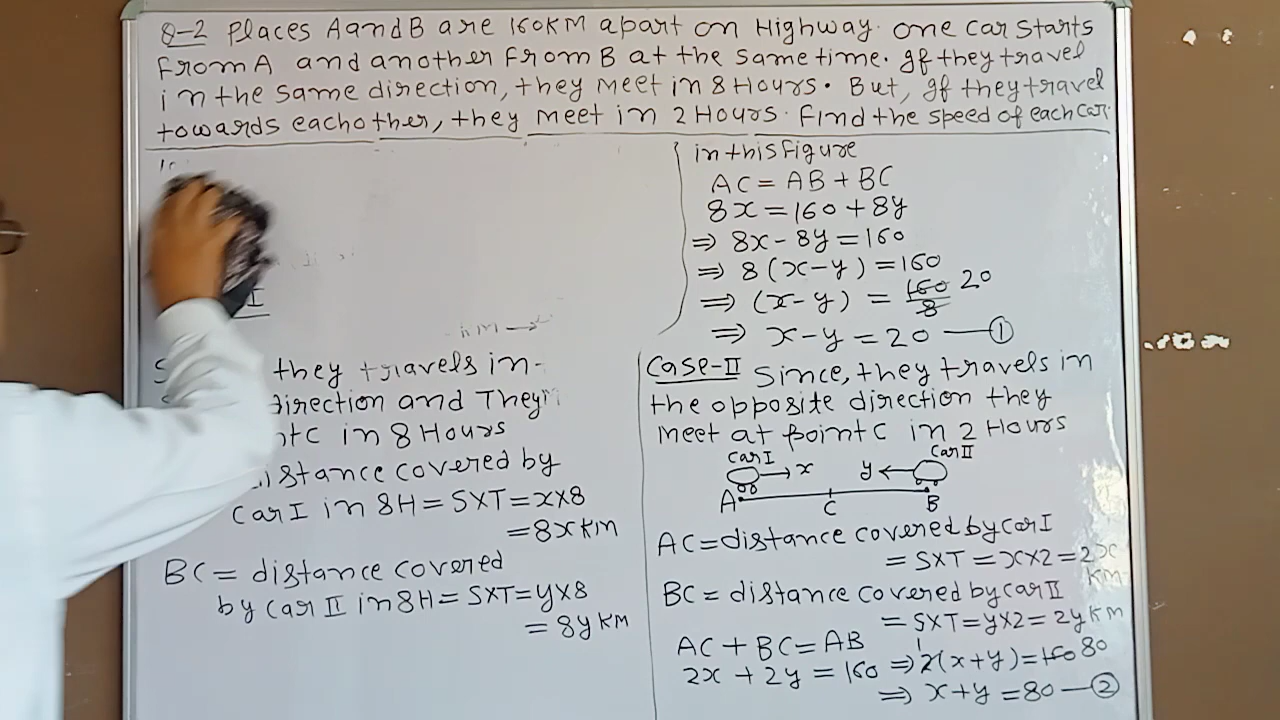 Q-2 Places A and B are 160KM apart on Highway. one car starts
From A and another From B at the same time. If they travel
in the same direction, they meet in 8 Hours. But, If they travel
towards each other, they meet in 2 Hours. Find the speed of each car.
I
they travels in-
direction and They
in 8 Hours
distance covered by
Car I in 8H = S×T = x×8
= 8x KM
BC = distance covered
by car II in 8H = S×T = y×8
= 8y KM
in this Figure
AC = AB + BC
8x = 160 + 8y
⇒ 8x - 8y = 160
⇒ 8 (x-y) = 160
⇒ (x-y) = 160/8 20
⇒ x-y = 20 —①
Case-II Since, they travels in
the opposite direction they
meet at point C in 2 Hours
Car I → x y ← Car II
A C B
AC = distance covered by car I
= S×T = x×2 = 2x
KM
BC = distance covered by car II
= S×T = y×2 = 2y KM
AC + BC = AB
2x + 2y = 160 ⇒ 2(x+y) = 160 80
⇒ x+y = 80 —②